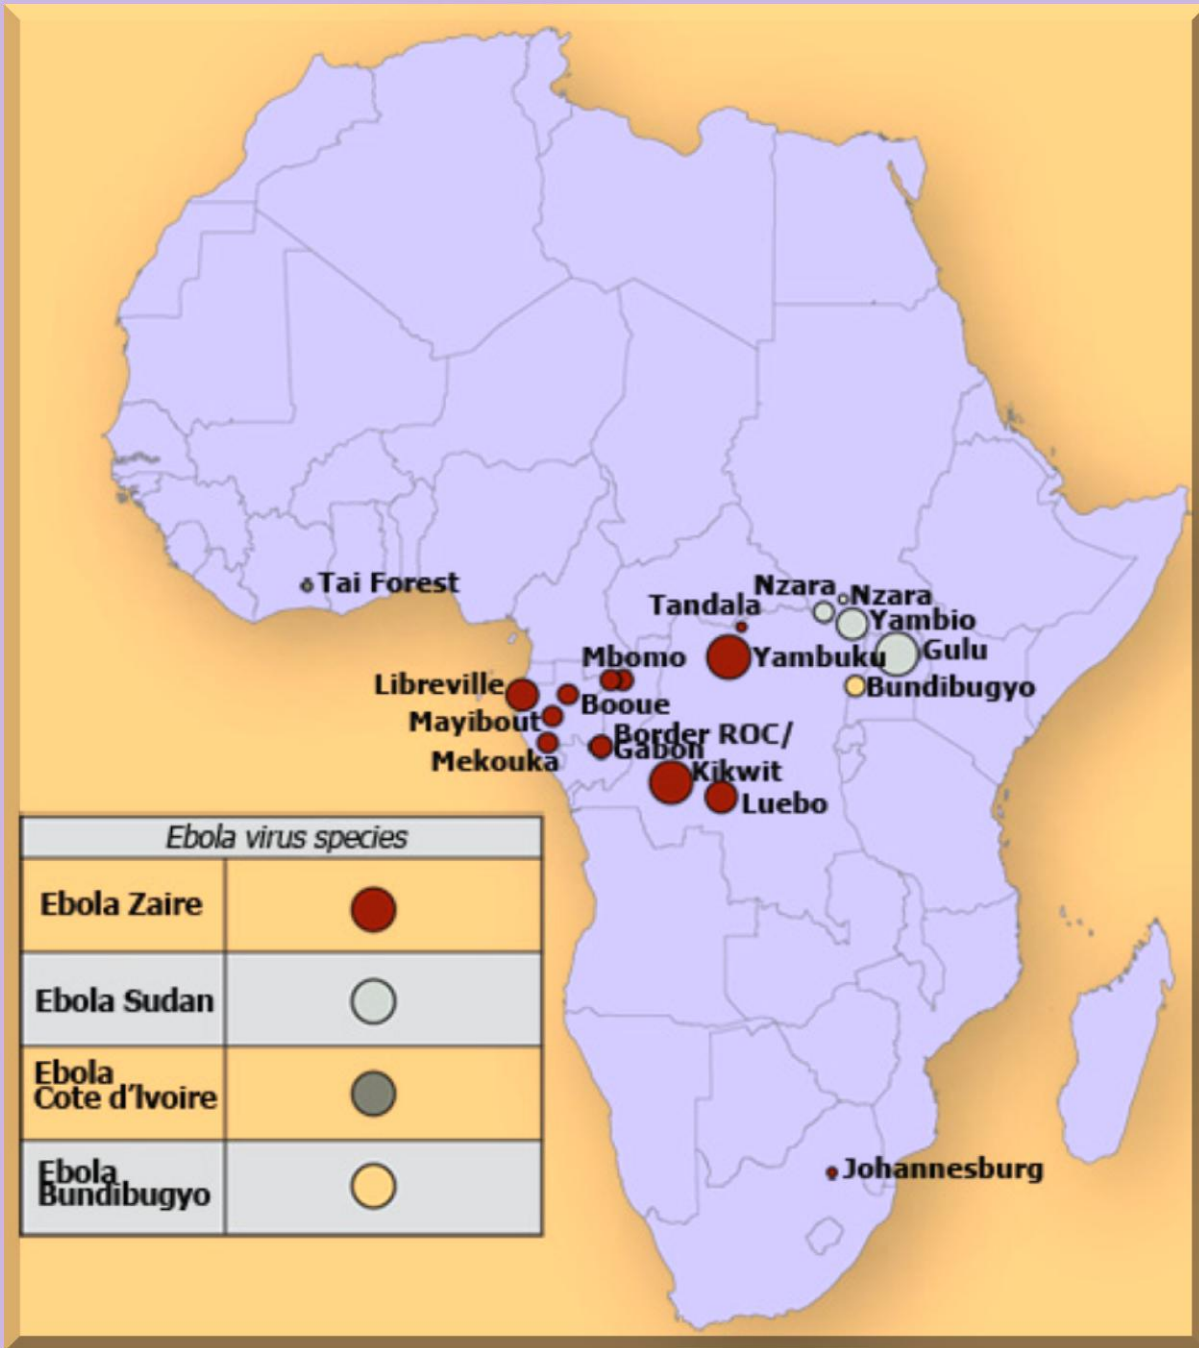 Tai Forest
Nzara
Nzara
Tandala
Yambio
Mbomo
Yambuku
Gulu
Libreville
Bundibugyo
Booue
Mayibout
Border ROC/
Gabon
Mekouka
Kikwit
Luebo
Ebola virus species
Ebola Zaire
Ebola Sudan
Ebola
Cote d'Ivoire
Ebola
Bundibugyo
Johannesburg